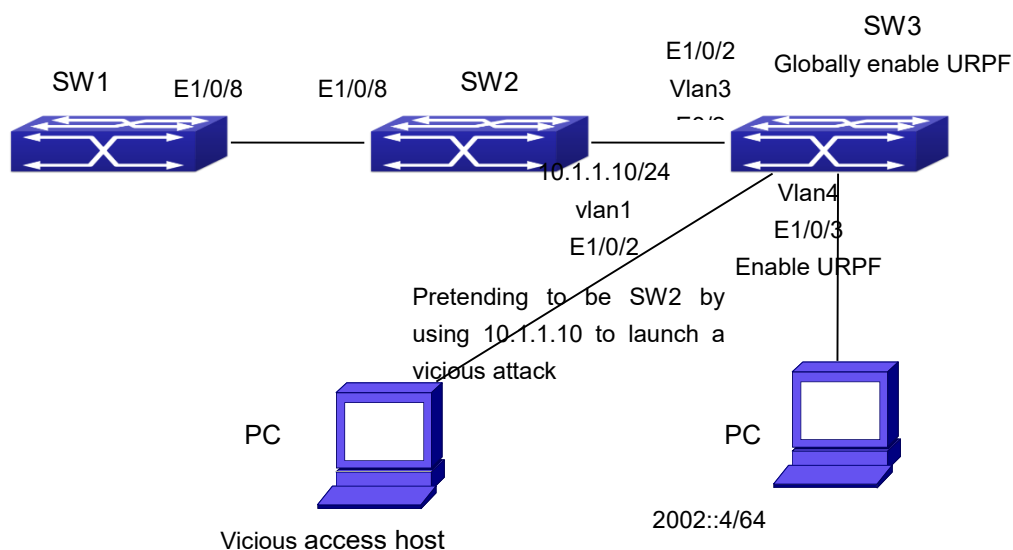 SW3
E1/0/2
Globally enable URPF
SW1
E1/0/8
E1/0/8
SW2
Vlan3
10.1.1.10/24
vlan1
E1/0/2
Vlan4
E1/0/3
Enable URPF
Pretending to be SW2 by
using 10.1.1.10 to launch a
vicious attack
PC
PC
2002::4/64
Vicious access host